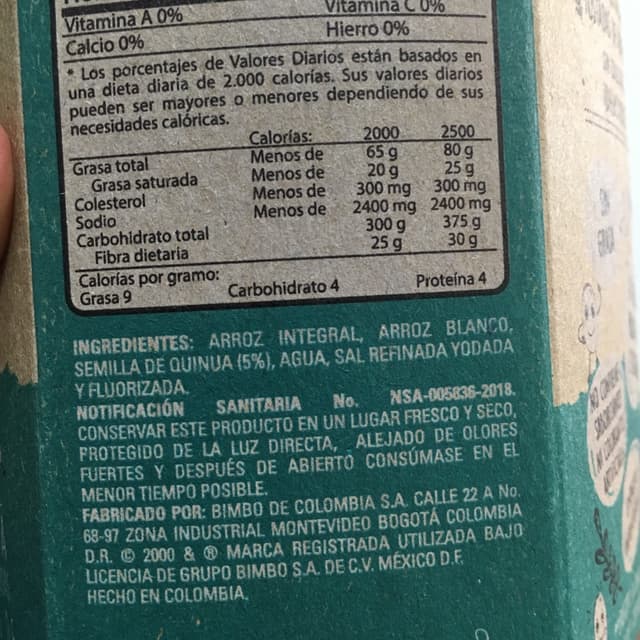 Vitamina A 0% Vitamina C 0%
Calcio 0% Hierro 0%
* Los porcentajes de Valores Diarios están basados en
una dieta diaria de 2.000 calorías. Sus valores diarios
pueden ser mayores o menores dependiendo de sus
necesidades calóricas.
Calorías: 2000 2500
Grasa total Menos de 65 g 80 g
Grasa saturada Menos de 20 g 25 g
Colesterol Menos de 300 mg 300 mg
Sodio Menos de 2400 mg 2400 mg
Carbohidrato total 300 g 375 g
Fibra dietaria 25 g 30 g
Calorías por gramo:
Grasa 9 Carbohidrato 4 Proteína 4
INGREDIENTES: ARROZ INTEGRAL, ARROZ BLANCO,
SEMILLA DE QUINUA (5%), AGUA, SAL REFINADA YODADA
Y FLUORIZADA.
NOTIFICACIÓN SANITARIA No. NSA-005836-2018.
CONSERVAR ESTE PRODUCTO EN UN LUGAR FRESCO Y SECO,
PROTEGIDO DE LA LUZ DIRECTA, ALEJADO DE OLORES
FUERTES Y DESPUÉS DE ABIERTO CONSÚMASE EN EL
MENOR TIEMPO POSIBLE.
FABRICADO POR: BIMBO DE COLOMBIA S.A. CALLE 22 A No.
68-97 ZONA INDUSTRIAL MONTEVIDEO BOGOTÁ COLOMBIA
D.R. © 2000 & ® MARCA REGISTRADA UTILIZADA BAJO
LICENCIA DE GRUPO BIMBO S.A. DE C.V. MÉXICO D.F.
HECHO EN COLOMBIA.